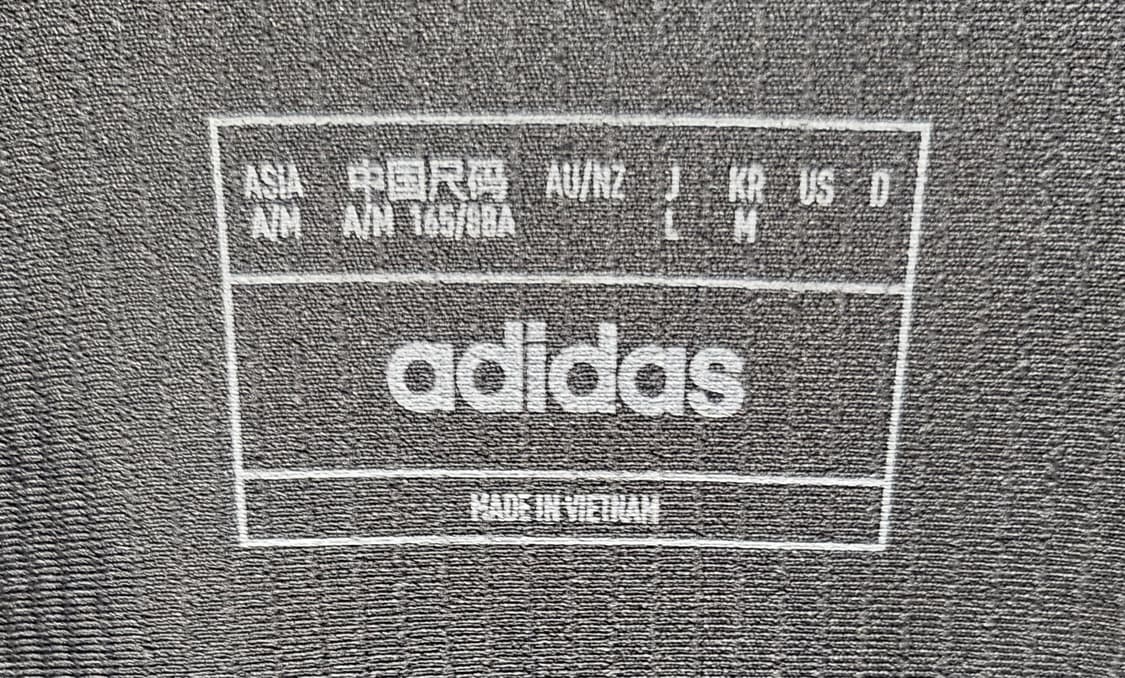 ASIA 中国尺码 AU/NZ J KR US D
A/M A/M 165/88A L M
adidas
MADE IN VIETNAM